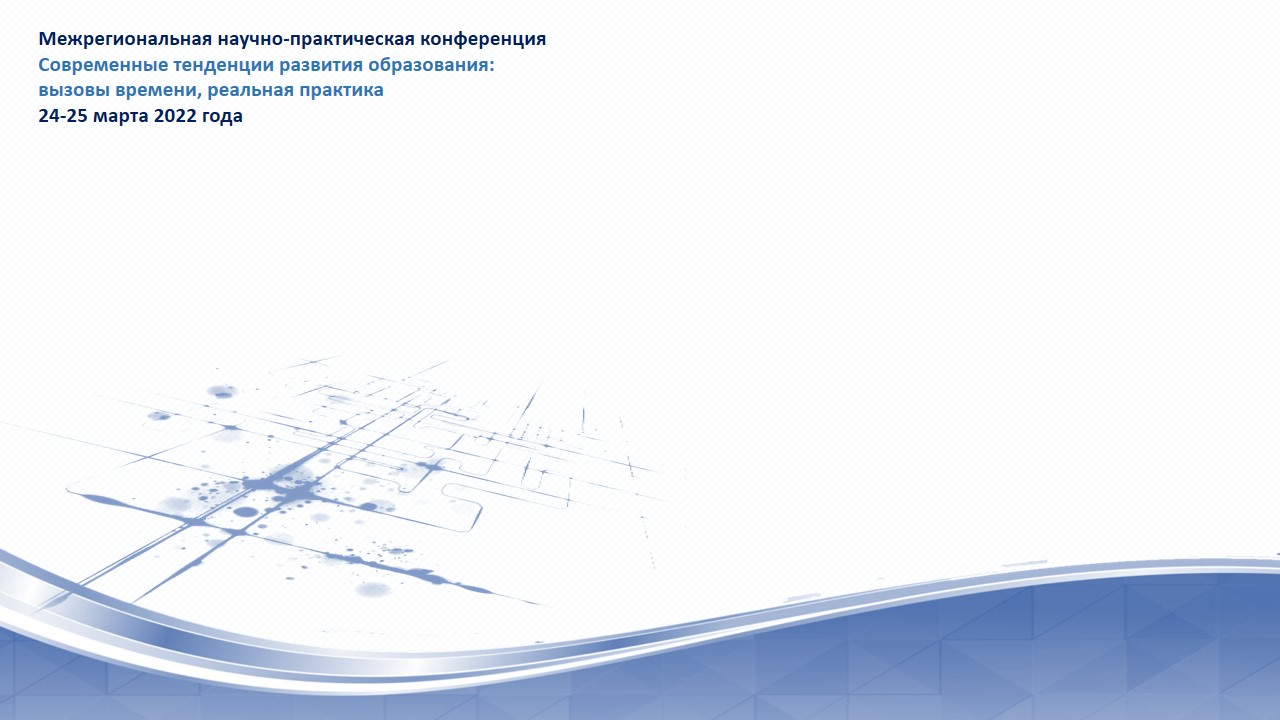 Межрегиональная научно-практическая конференция
Современные тенденции развития образования:
вызовы времени, реальная практика
24-25 марта 2022 года